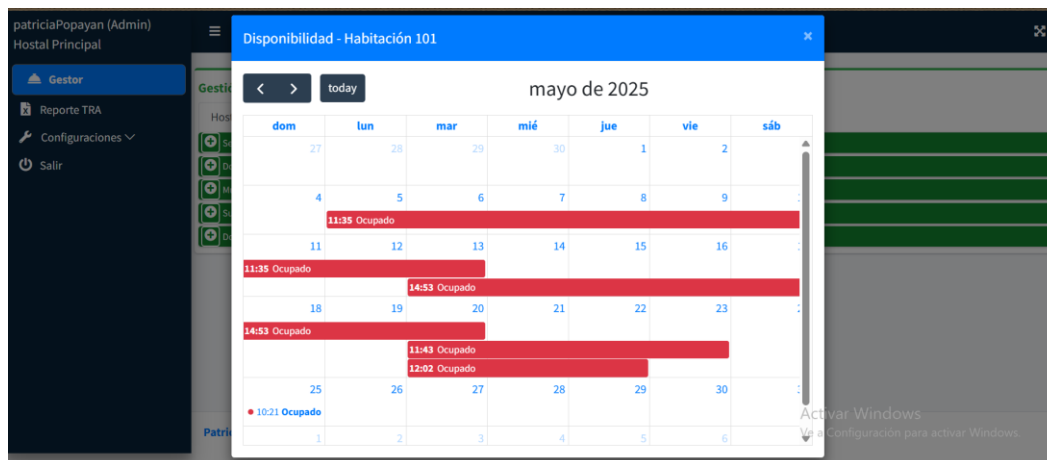 patriciaPopayan (Admin)
Hostal Principal
Gestor
Reporte TRA
Configuraciones
Salir
Disponibilidad - Habitación 101
×
today
mayo de 2025
dom lun mar mié jue vie sáb
27 28 29 30 1 2
4 5 6 7 8 9
11:35 Ocupado
11 12 13 14 15 16
11:35 Ocupado
14:53 Ocupado
18 19 20 21 22 23
14:53 Ocupado
11:43 Ocupado
12:02 Ocupado
25 26 27 28 29 30
10:21 Ocupado
1 2 3 4 5 6
Activar Windows
Ve a Configuración para activar Windows.